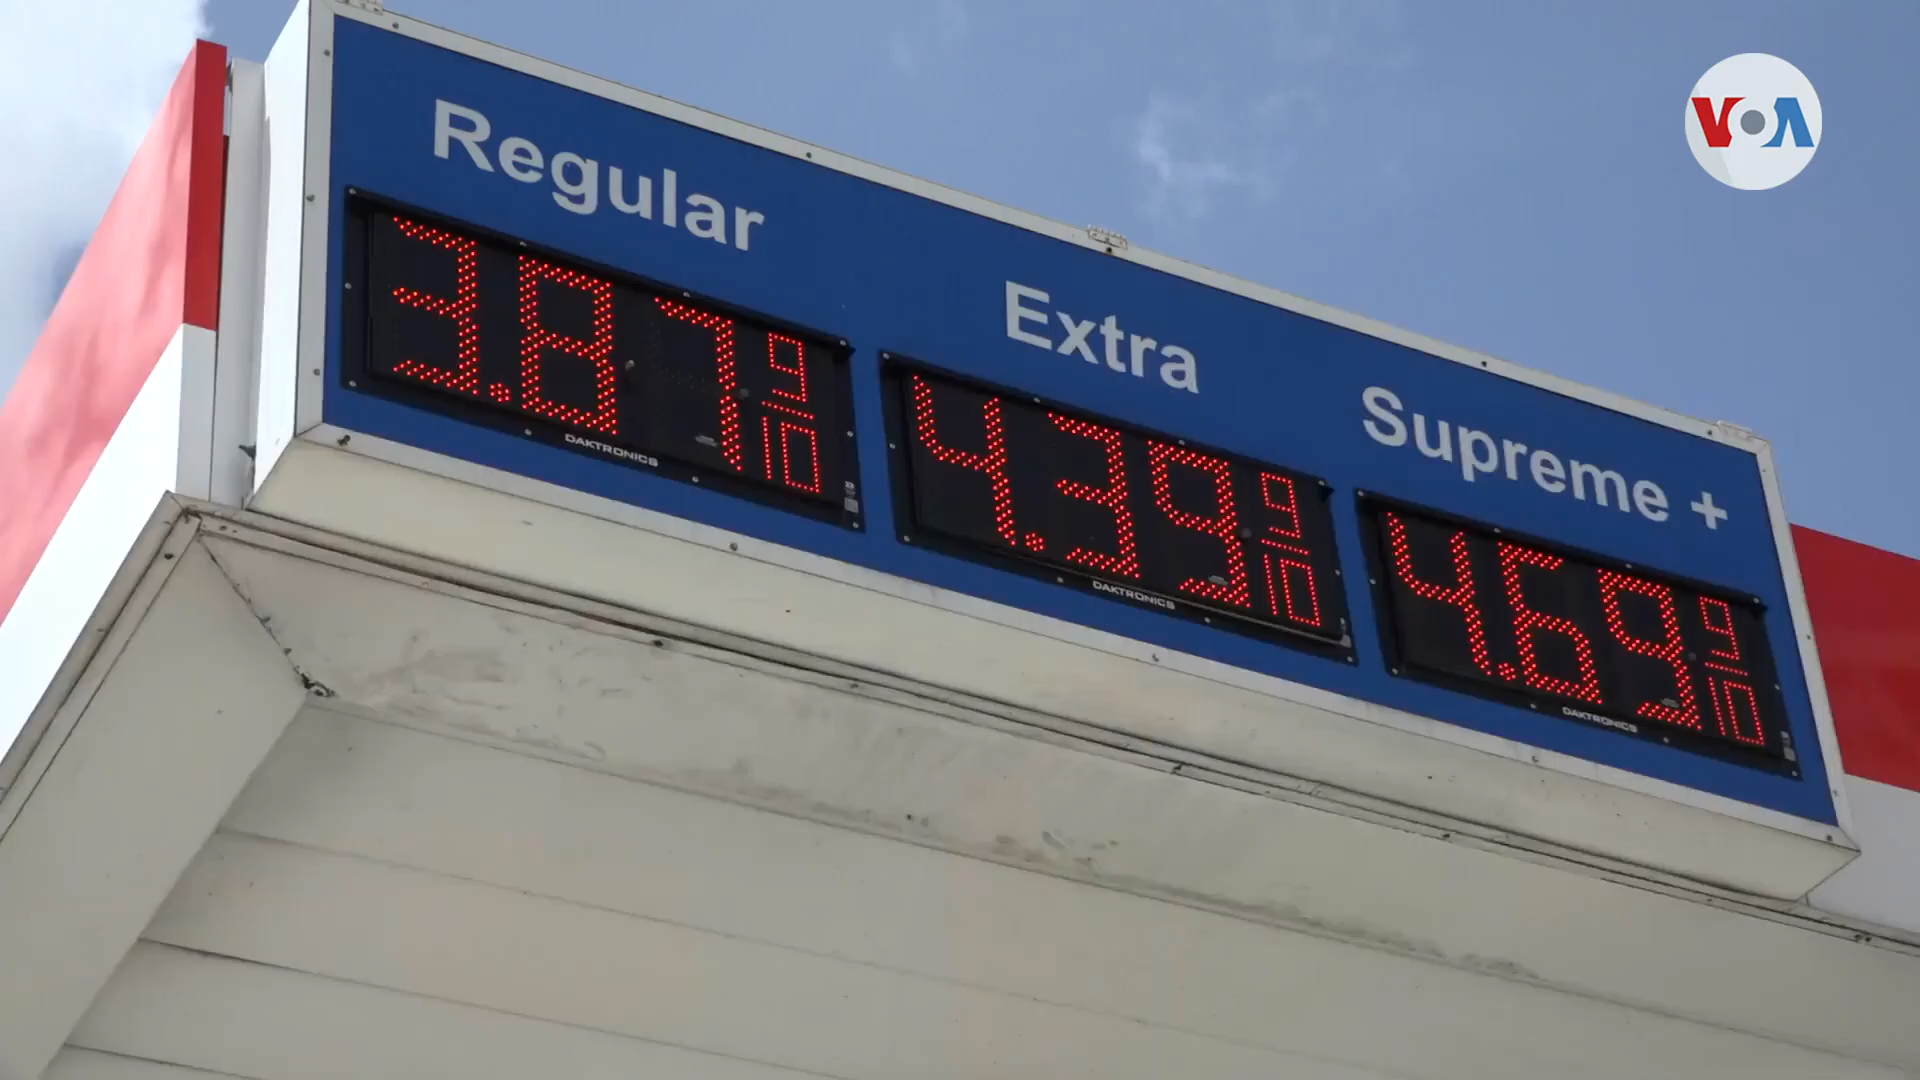 VOA
Regular
3.87 9/10
DAKTRONICS
Extra
4.39 9/10
DAKTRONICS
Supreme +
4.69 9/10
DAKTRONICS